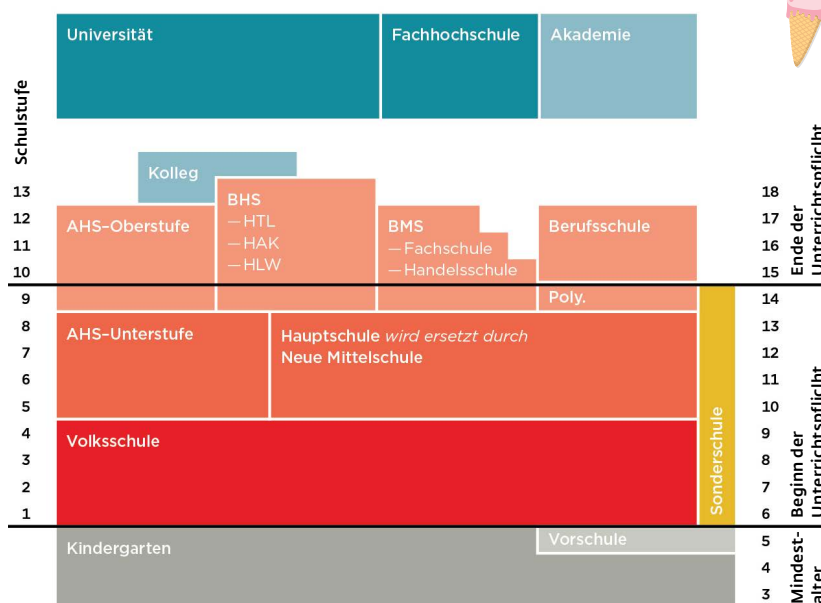 Universität
Fachhochschule
Akademie
Schulstufe
Kolleg
13
12
11
10
9
8
7
6
5
4
3
2
1
AHS–Oberstufe
BHS
—HTL
—HAK
—HLW
BMS
—Fachschule
—Handelsschule
Berufsschule
Poly.
AHS–Unterstufe
Hauptschule wird ersetzt durch
Neue Mittelschule
Volksschule
Sonderschule
Kindergarten
Vorschule
18
17
16
15
14
13
12
11
10
9
8
7
6
5
4
3
Ende der
Unterrichtspflicht
Beginn der
Unterrichtspflicht
Mindest-
alter